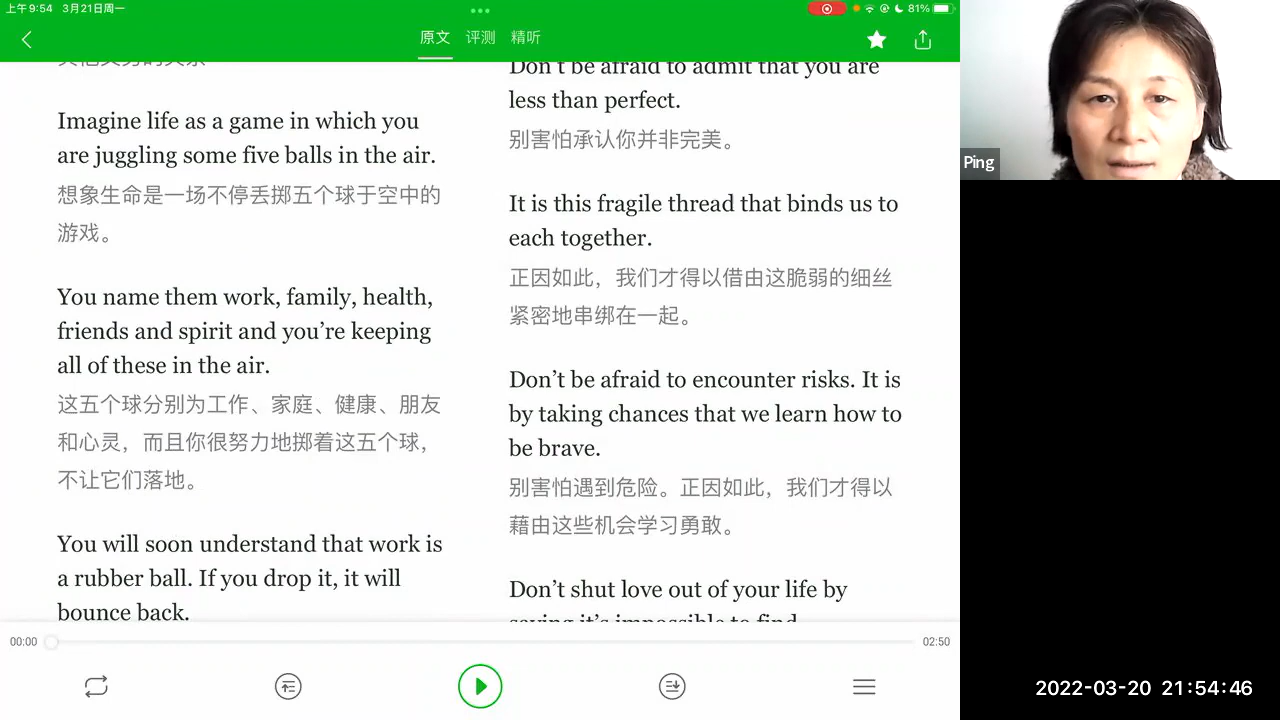 上午9:54 3月21日周一
81%
原文 评测 精听
Imagine life as a game in which you
are juggling some five balls in the air.
想象生命是一场不停丢掷五个球于空中的
游戏。
You name them work, family, health,
friends and spirit and you’re keeping
all of these in the air.
这五个球分别为工作、家庭、健康、朋友
和心灵，而且你很努力地掷着这五个球，
不让它们落地。
You will soon understand that work is
a rubber ball. If you drop it, it will
bounce back.
Don’t be afraid to admit that you are
less than perfect.
别害怕承认你并非完美。
It is this fragile thread that binds us to
each together.
正因如此，我们才得以借由这脆弱的细丝
紧密地串绑在一起。
Don’t be afraid to encounter risks. It is
by taking chances that we learn how to
be brave.
别害怕遇到危险。正因如此，我们才得以
藉由这些机会学习勇敢。
Don’t shut love out of your life by
saying it’s impossible to find
00:00
02:50
Ping
2022-03-20 21:54:46